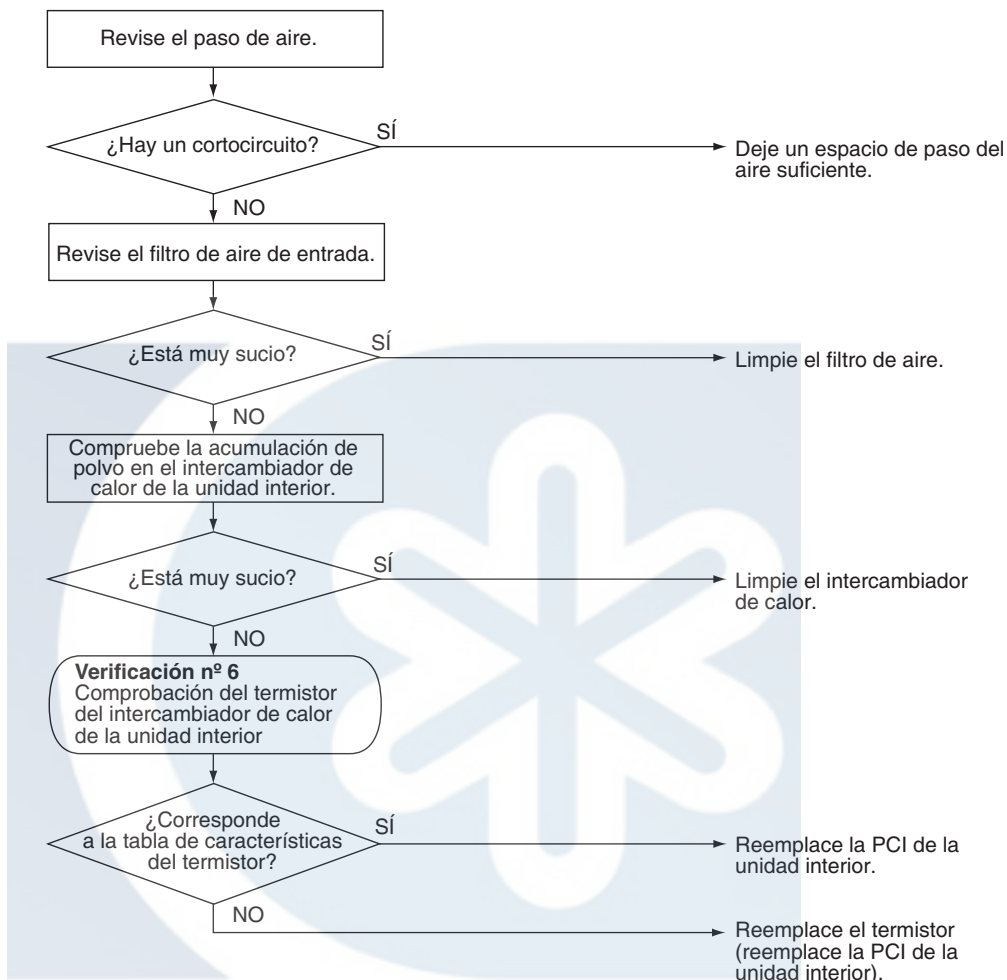 Revise el paso de aire.
¿Hay un cortocircuito?
SÍ
Deje un espacio de paso del
aire suficiente.
NO
Revise el filtro de aire de entrada.
¿Está muy sucio?
SÍ
Limpie el filtro de aire.
NO
Compruebe la acumulación de
polvo en el intercambiador de
calor de la unidad interior.
¿Está muy sucio?
SÍ
Limpie el intercambiador
de calor.
NO
Verificación nº 6
Comprobación del termistor
del intercambiador de calor
de la unidad interior
¿Corresponde
a la tabla de características
del termistor?
SÍ
Reemplace la PCI de la
unidad interior.
NO
Reemplace el termistor
(reemplace la PCI de la
unidad interior).